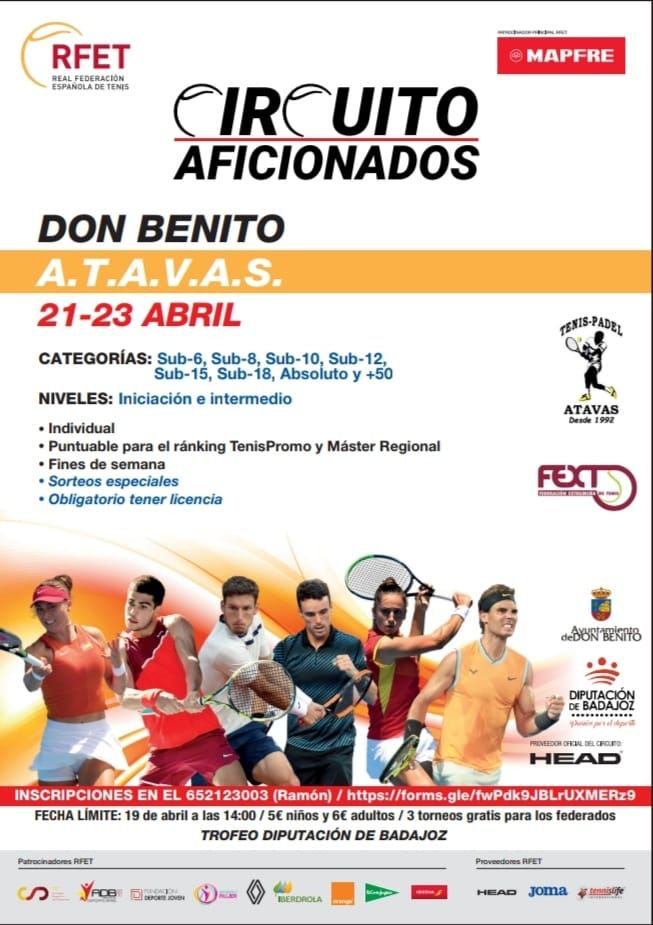 RFET
REAL FEDERACIÓN
ESPAÑOLA DE TENIS
PATROCINADOR PRINCIPAL RFET:
MAPFRE
CIRCUITO
AFICIONADOS
DON BENITO
A.T.A.V.A.S.
21-23 ABRIL
CATEGORÍAS: Sub-6, Sub-8, Sub-10, Sub-12,
Sub-15, Sub-18, Absoluto y +50
NIVELES: Iniciación e intermedio
• Individual
• Puntuable para el ránking TenisPromo y Máster Regional
• Fines de semana
• Sorteos especiales
• Obligatorio tener licencia
TENIS-PADEL
ATAVAS
Desde 1992
FEXT
FEDERACIÓN EXTREMEÑA DE TENIS
Ayuntamiento
de DON BENITO
DIPUTACIÓN
DE BADAJOZ
Pasión por el deporte
PROVEEDOR OFICIAL DEL CIRCUITO:
HEAD
INSCRIPCIONES EN EL 652123003 (Ramón) / https://forms.gle/fwPdk9JBLrUXMERz9
FECHA LÍMITE: 19 de abril a las 14:00 / 5€ niños y 6€ adultos / 3 torneos gratis para los federados
TROFEO DIPUTACIÓN DE BADAJOZ
Patrocinadores RFET
Proveedores RFET
CSD
ADB
FUNDACIÓN
DEPORTE JOVEN
MUJER
IBERDROLA
orange
El Corte Inglés
IBERIA
HEAD
Joma
tennislife